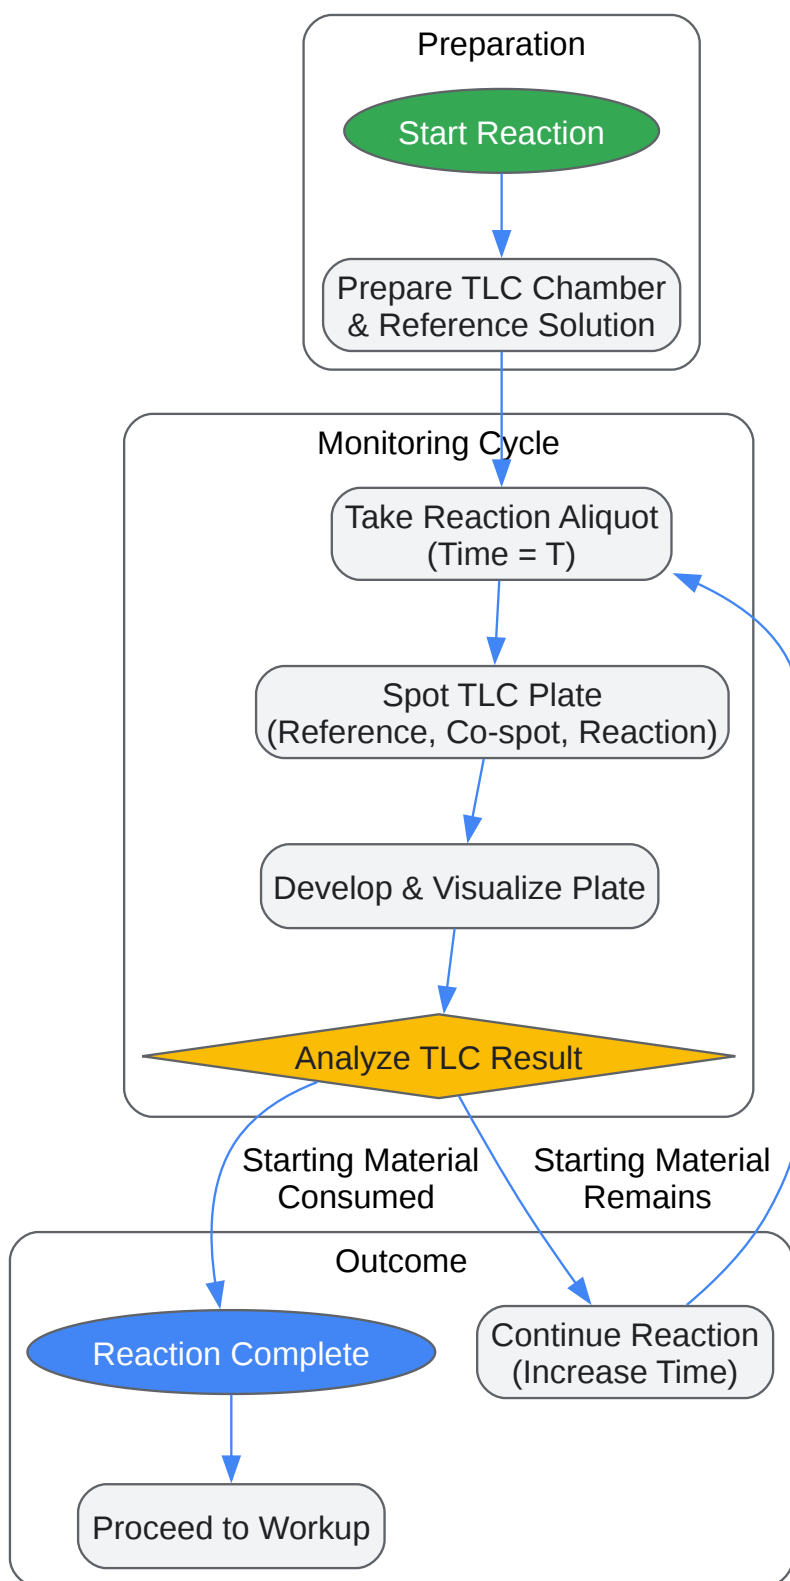 Preparation
Start Reaction
Prepare TLC Chamber
& Reference Solution
Monitoring Cycle
Take Reaction Aliquot
(Time = T)
Spot TLC Plate
(Reference, Co-spot, Reaction)
Develop & Visualize Plate
Analyze TLC Result
Starting Material
Consumed
Starting Material
Remains
Outcome
Reaction Complete
Continue Reaction
(Increase Time)
Proceed to Workup